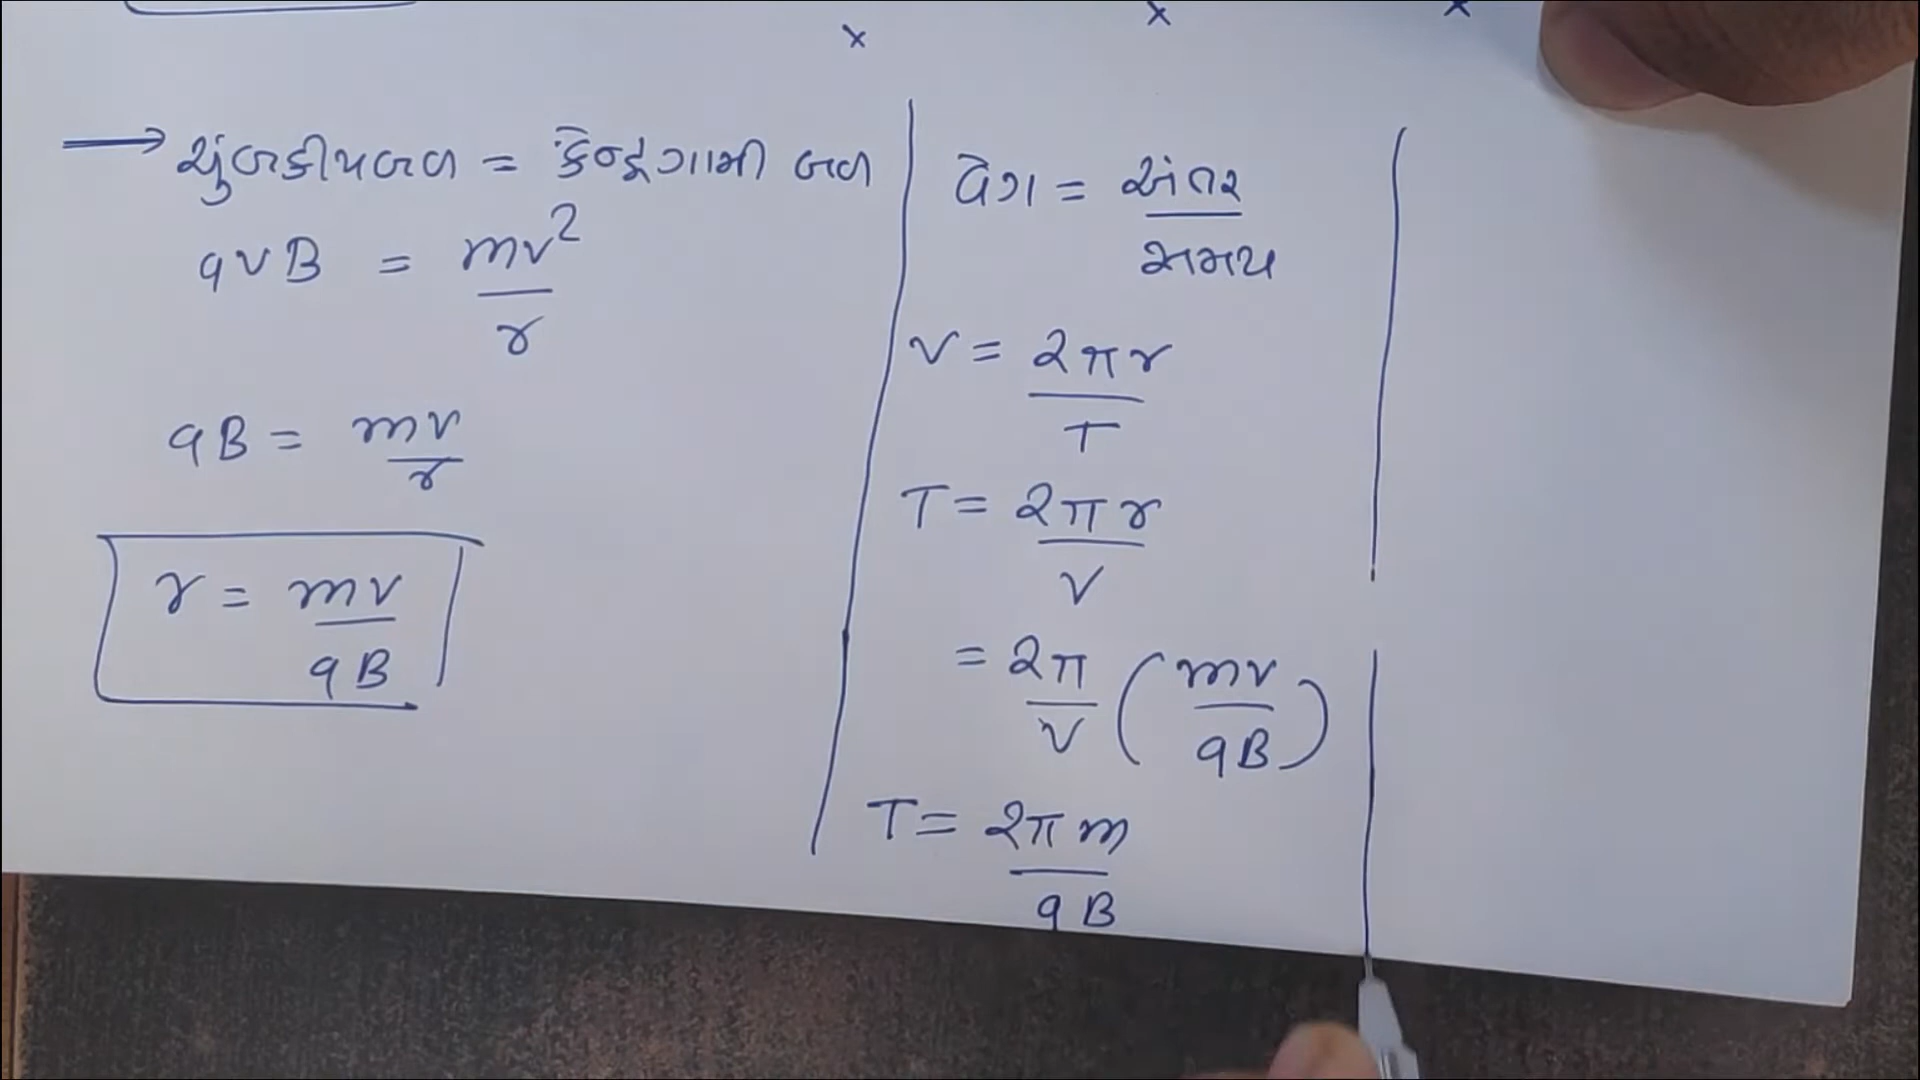 → ચુંબકીયબળ = કેન્દ્રગામી બળ
qvB = mv²/r
qB = mv/r
r = mv/qB
વેગ = અંતર/સમય
v = 2πr/T
T = 2πr/v
= 2π/v (mv/qB)
T = 2πm/qB